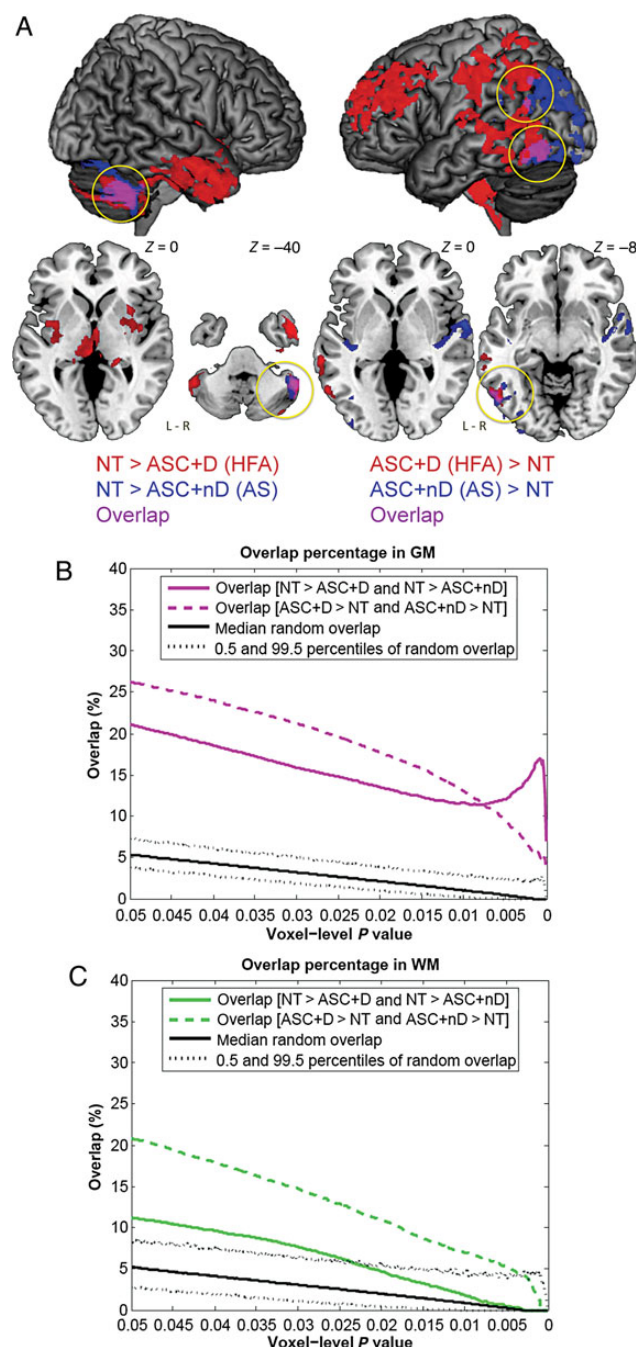 A
Z = 0
Z = −40
Z = 0
Z = −8
L - R
L - R
NT > ASC+D (HFA)
NT > ASC+nD (AS)
Overlap
ASC+D (HFA) > NT
ASC+nD (AS) > NT
Overlap
B
Overlap percentage in GM
Overlap [NT > ASC+D and NT > ASC+nD]
Overlap [ASC+D > NT and ASC+nD > NT]
Median random overlap
0.5 and 99.5 percentiles of random overlap
Overlap (%)
40
35
30
25
20
15
10
5
0
0.05 0.045 0.04 0.035 0.03 0.025 0.02 0.015 0.01 0.005 0
Voxel−level P value
C
Overlap percentage in WM
Overlap [NT > ASC+D and NT > ASC+nD]
Overlap [ASC+D > NT and ASC+nD > NT]
Median random overlap
0.5 and 99.5 percentiles of random overlap
Overlap (%)
40
35
30
25
20
15
10
5
0
0.05 0.045 0.04 0.035 0.03 0.025 0.02 0.015 0.01 0.005 0
Voxel−level P value